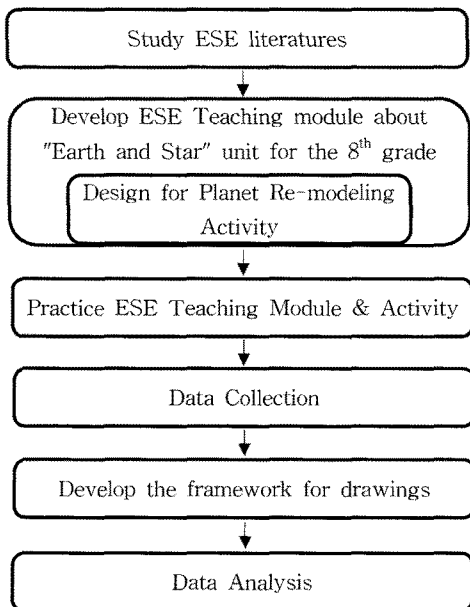 Study ESE literatures
Develop ESE Teaching module about
"Earth and Star" unit for the 8th grade
Design for Planet Re-modeling
Activity
Practice ESE Teaching Module & Activity
Data Collection
Develop the framework for drawings
Data Analysis